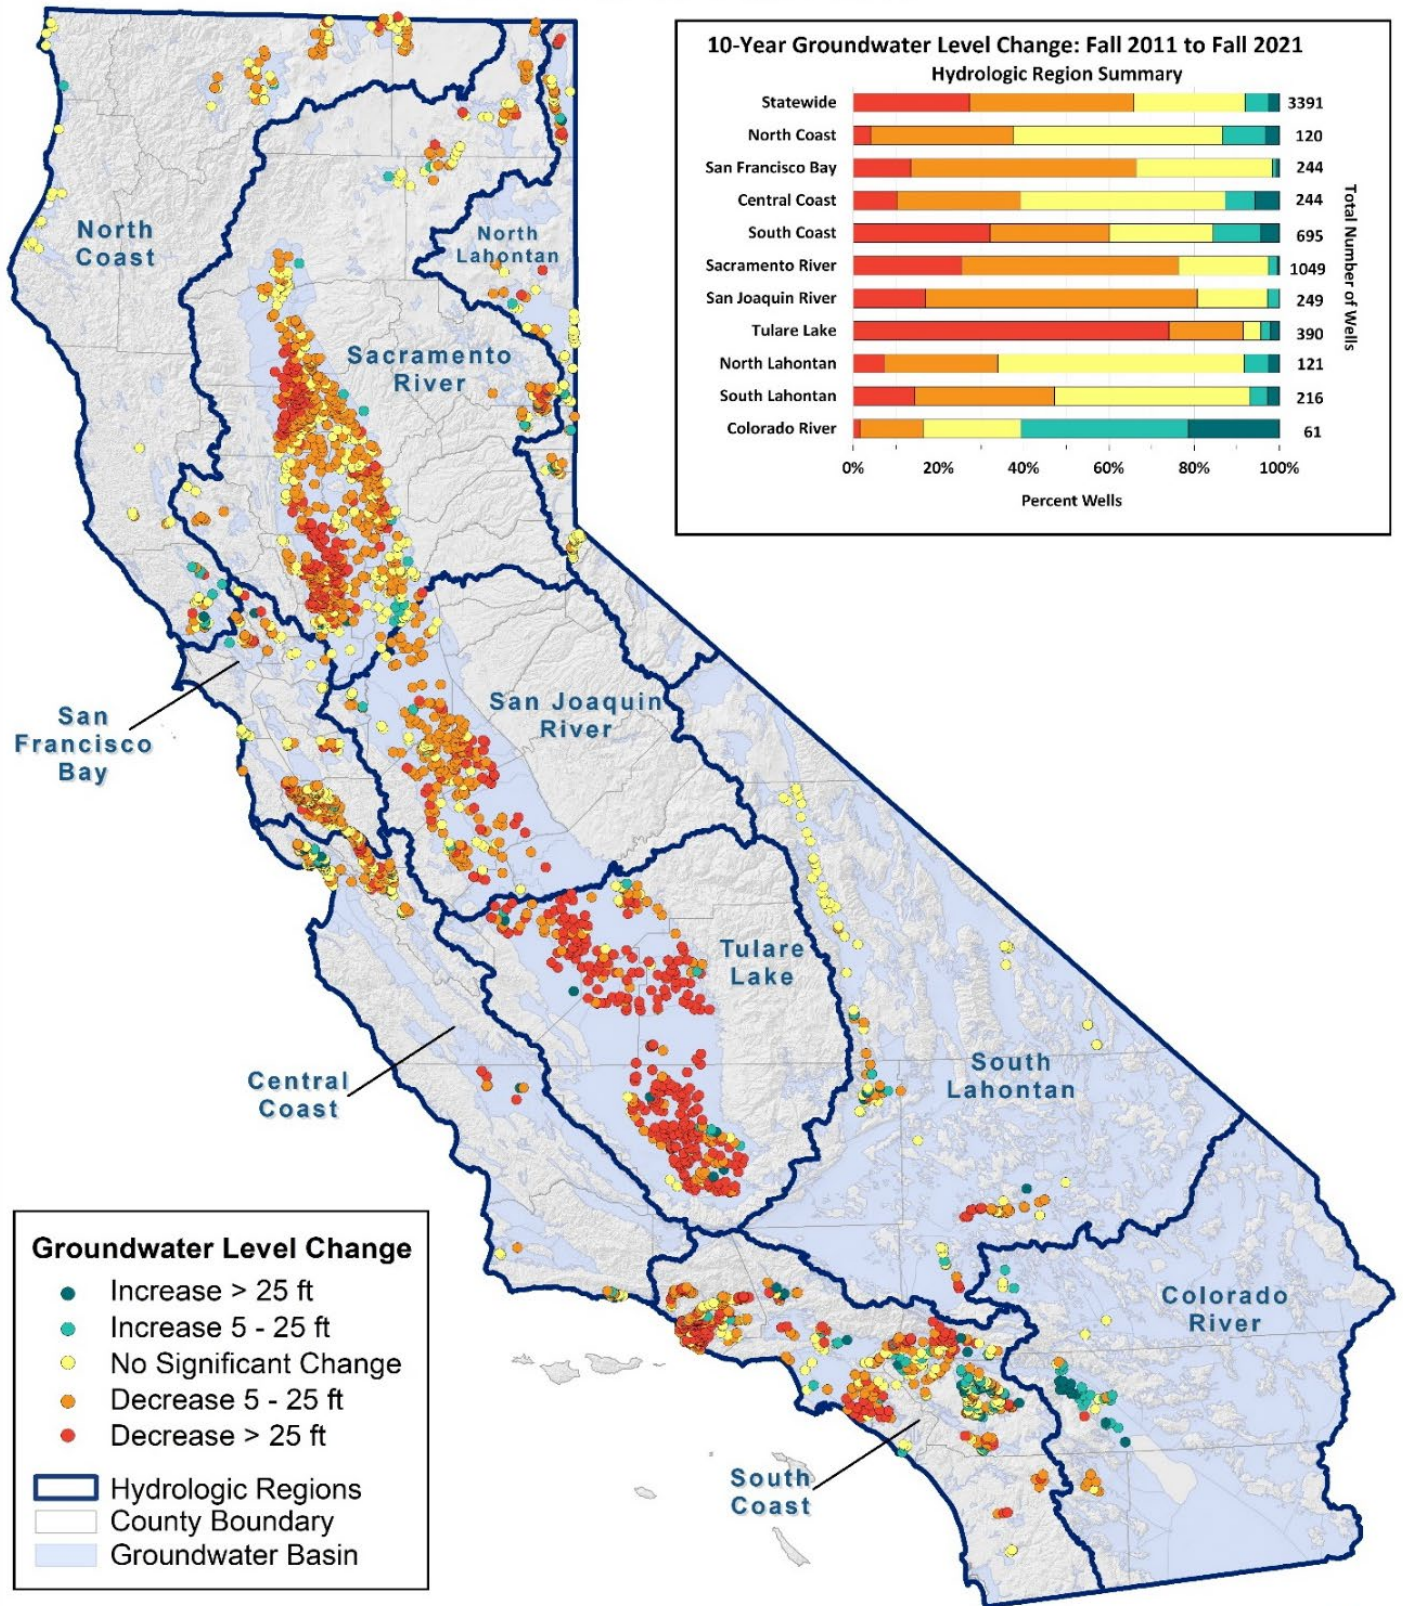 10-Year Groundwater Level Change: Fall 2011 to Fall 2021
Hydrologic Region Summary
Statewide 3391
North Coast 120
San Francisco Bay 244
Central Coast 244
South Coast 695
Sacramento River 1049
San Joaquin River 249
Tulare Lake 390
North Lahontan 121
South Lahontan 216
Colorado River 61
Total Number of Wells
0% 20% 40% 60% 80% 100%
Percent Wells
North
Coast
North
Lahontan
Sacramento
River
San Joaquin
River
San
Francisco
Bay
Tulare
Lake
Central
Coast
South
Lahontan
Colorado
River
South
Coast
Groundwater Level Change
Increase > 25 ft
Increase 5 - 25 ft
No Significant Change
Decrease 5 - 25 ft
Decrease > 25 ft
Hydrologic Regions
County Boundary
Groundwater Basin